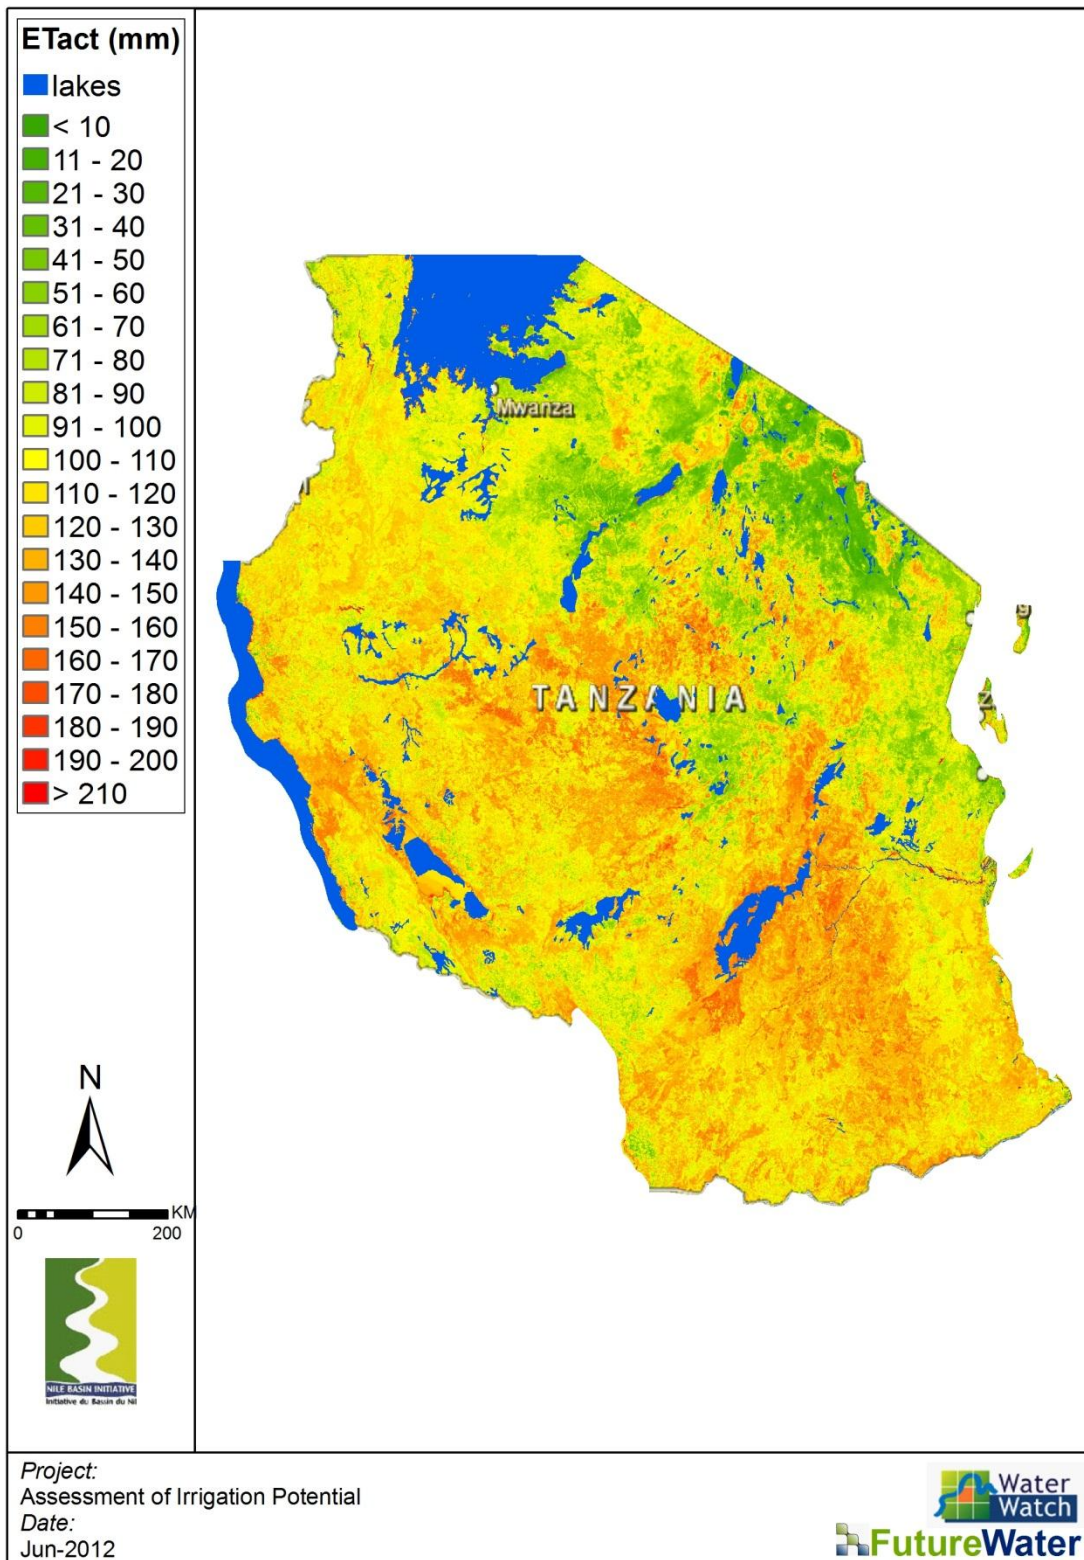 ETact (mm)
lakes
< 10
11 - 20
21 - 30
31 - 40
41 - 50
51 - 60
61 - 70
71 - 80
81 - 90
91 - 100
100 - 110
110 - 120
120 - 130
130 - 140
140 - 150
150 - 160
160 - 170
170 - 180
180 - 190
190 - 200
> 210
Mwanza
TANZANIA
N
KM
0 200
NILE BASIN INITIATIVE
Initiative du Bassin du Nil
Project:
Assessment of Irrigation Potential
Date:
Jun-2012
Water
Watch
FutureWater